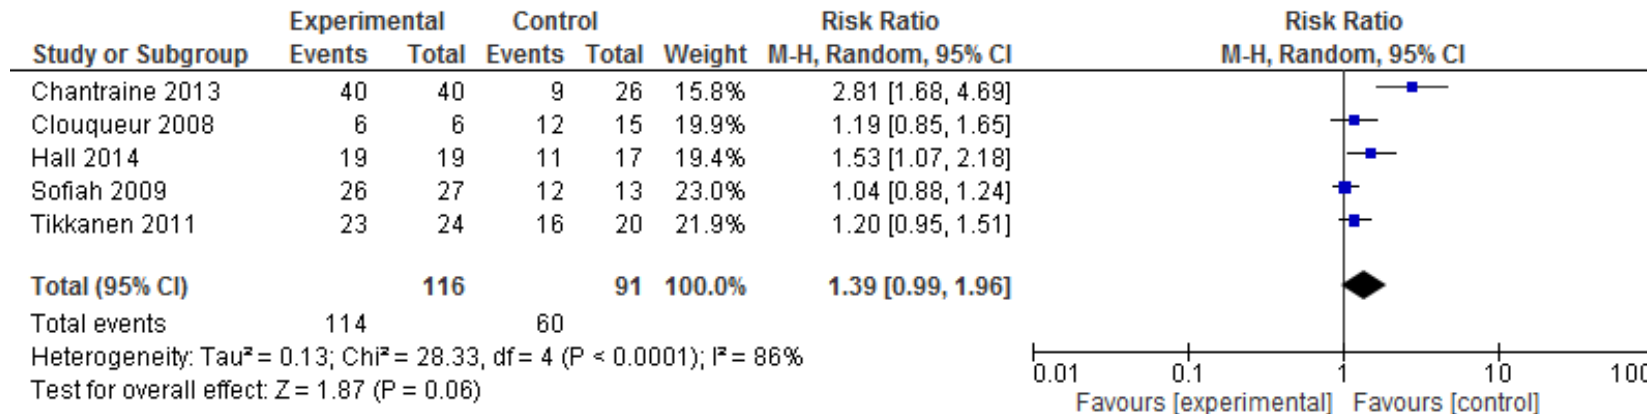 Experimental Control Risk Ratio Risk Ratio
Study or Subgroup Events Total Events Total Weight M-H, Random, 95% CI M-H, Random, 95% CI
Chantraine 2013 40 40 9 26 15.8% 2.81 [1.68, 4.69]
Clouqueur 2008 6 6 12 15 19.9% 1.19 [0.85, 1.65]
Hall 2014 19 19 11 17 19.4% 1.53 [1.07, 2.18]
Sofiah 2009 26 27 12 13 23.0% 1.04 [0.88, 1.24]
Tikkanen 2011 23 24 16 20 21.9% 1.20 [0.95, 1.51]
Total (95% CI) 116 91 100.0% 1.39 [0.99, 1.96]
Total events 114 60
Heterogeneity: Tau² = 0.13; Chi² = 28.33, df = 4 (P < 0.0001); I² = 86%
Test for overall effect: Z = 1.87 (P = 0.06)
0.01 0.1 1 10 100
Favours [experimental] Favours [control]